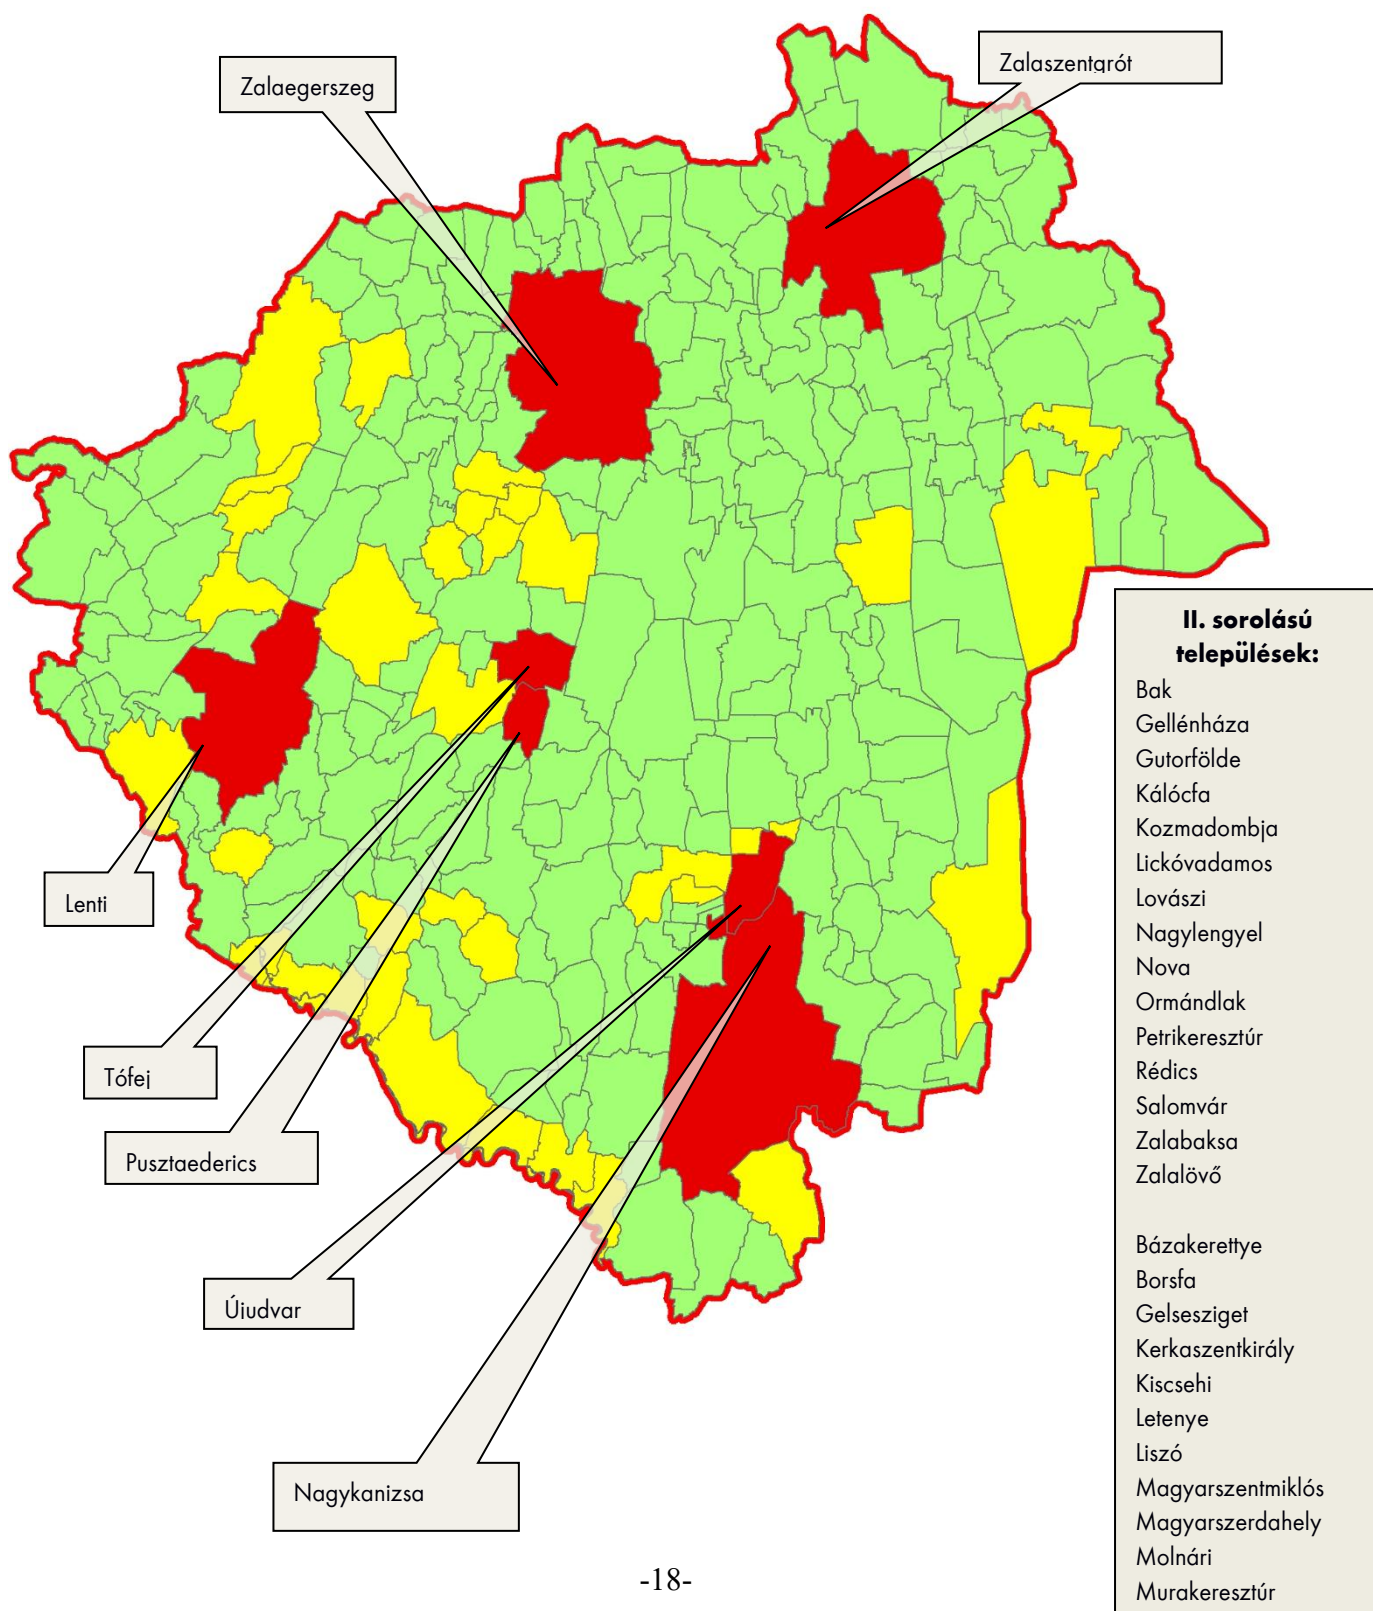 Zalaegerszeg
Zalaszentgrót
Lenti
Tófej
Pusztaederics
Újudvar
Nagykanizsa
II. sorolású
települések:
Bak
Gellénháza
Gutorfölde
Kálócfa
Kozmadombja
Lickóvadamos
Lovászi
Nagylengyel
Nova
Ormándlak
Petrikeresztúr
Rédics
Salomvár
Zalabaksa
Zalalövő
Bázakerettye
Borsfa
Gelsesziget
Kerkaszentkirály
Kiscsehi
Letenye
Liszó
Magyarszentmiklós
Magyarszerdahely
Molnári
Murakeresztúr
-18-